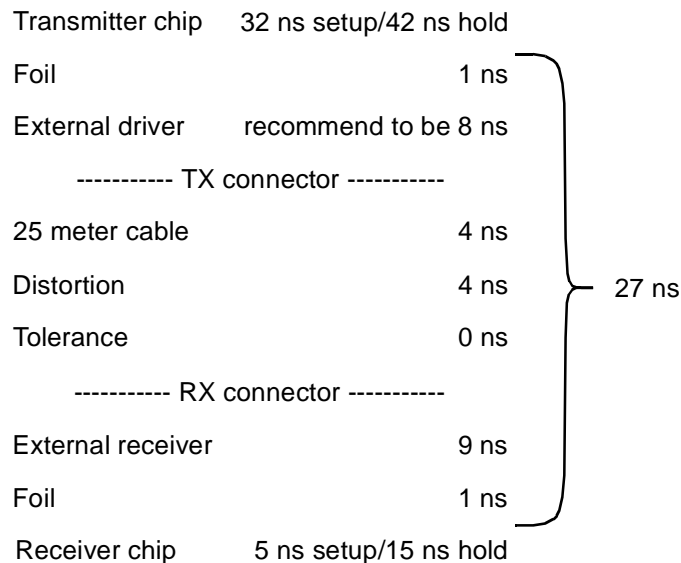 Transmitter chip 32 ns setup/42 ns hold
Foil 1 ns
External driver recommend to be 8 ns
----------- TX connector -----------
25 meter cable 4 ns
Distortion 4 ns
27 ns
Tolerance 0 ns
----------- RX connector -----------
External receiver 9 ns
Foil 1 ns
Receiver chip 5 ns setup/15 ns hold